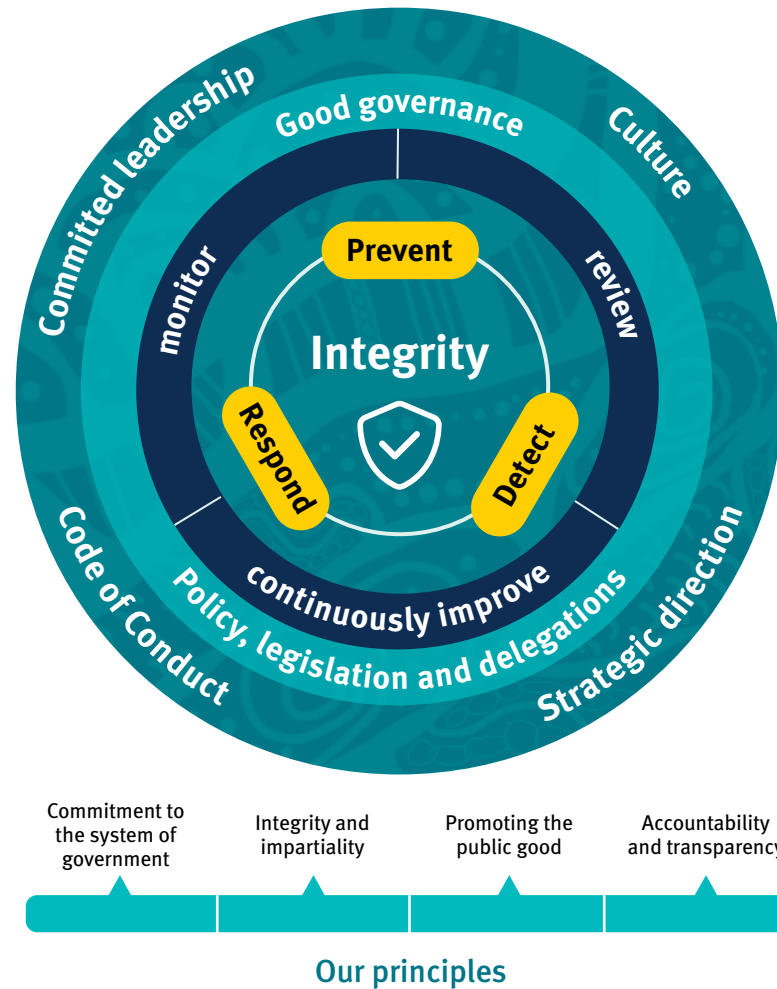 Committed leadership
Culture
Good governance
monitor
review
Prevent
Integrity
Respond
Detect
continuously improve
Policy, legislation and delegations
Code of Conduct
Strategic direction
Commitment to
the system of
government
Integrity and
impartiality
Promoting the
public good
Accountability
and transparency
Our principles